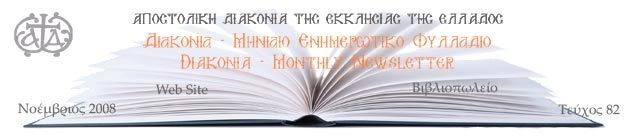 ΑΠΟΣΤΟΛΙΚΗ ΔΙΑΚΟΝΙΑ ΤΗΣ ΕΚΚΛΗΣΙΑΣ ΤΗΣ ΕΛΛΑΔΟΣ
Διακονία - Μηνιαίο Ενημερωτικό Φυλλάδιο
Diakonia - Monthly Newsletter
Web Site Βιβλιοπωλείο
Νοέμβριος 2008 Τεύχος 82